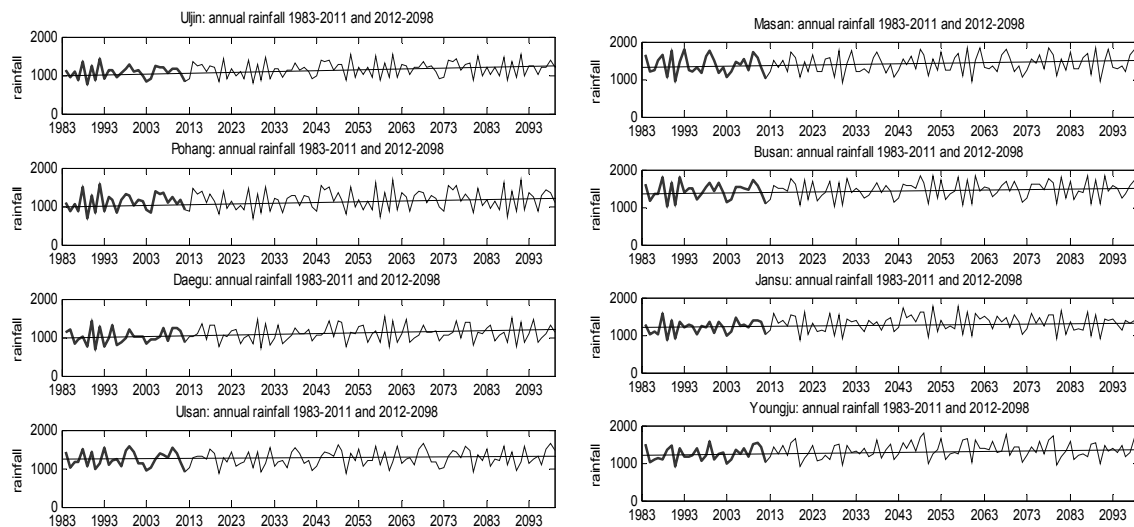 Uljin: annual rainfall 1983-2011 and 2012-2098
2000
1000
0
rainfall
1983 1993 2003 2013 2023 2033 2043 2053 2063 2073 2083 2093
Pohang: annual rainfall 1983-2011 and 2012-2098
2000
1000
0
rainfall
1983 1993 2003 2013 2023 2033 2043 2053 2063 2073 2083 2093
Daegu: annual rainfall 1983-2011 and 2012-2098
2000
1000
0
rainfall
1983 1993 2003 2013 2023 2033 2043 2053 2063 2073 2083 2093
Ulsan: annual rainfall 1983-2011 and 2012-2098
2000
1000
0
rainfall
1983 1993 2003 2013 2023 2033 2043 2053 2063 2073 2083 2093
Masan: annual rainfall 1983-2011 and 2012-2098
2000
1000
0
rainfall
1983 1993 2003 2013 2023 2033 2043 2053 2063 2073 2083 2093
Busan: annual rainfall 1983-2011 and 2012-2098
2000
1000
0
rainfall
1983 1993 2003 2013 2023 2033 2043 2053 2063 2073 2083 2093
Jansu: annual rainfall 1983-2011 and 2012-2098
2000
1000
0
rainfall
1983 1993 2003 2013 2023 2033 2043 2053 2063 2073 2083 2093
Youngju: annual rainfall 1983-2011 and 2012-2098
2000
1000
0
rainfall
1983 1993 2003 2013 2023 2033 2043 2053 2063 2073 2083 2093